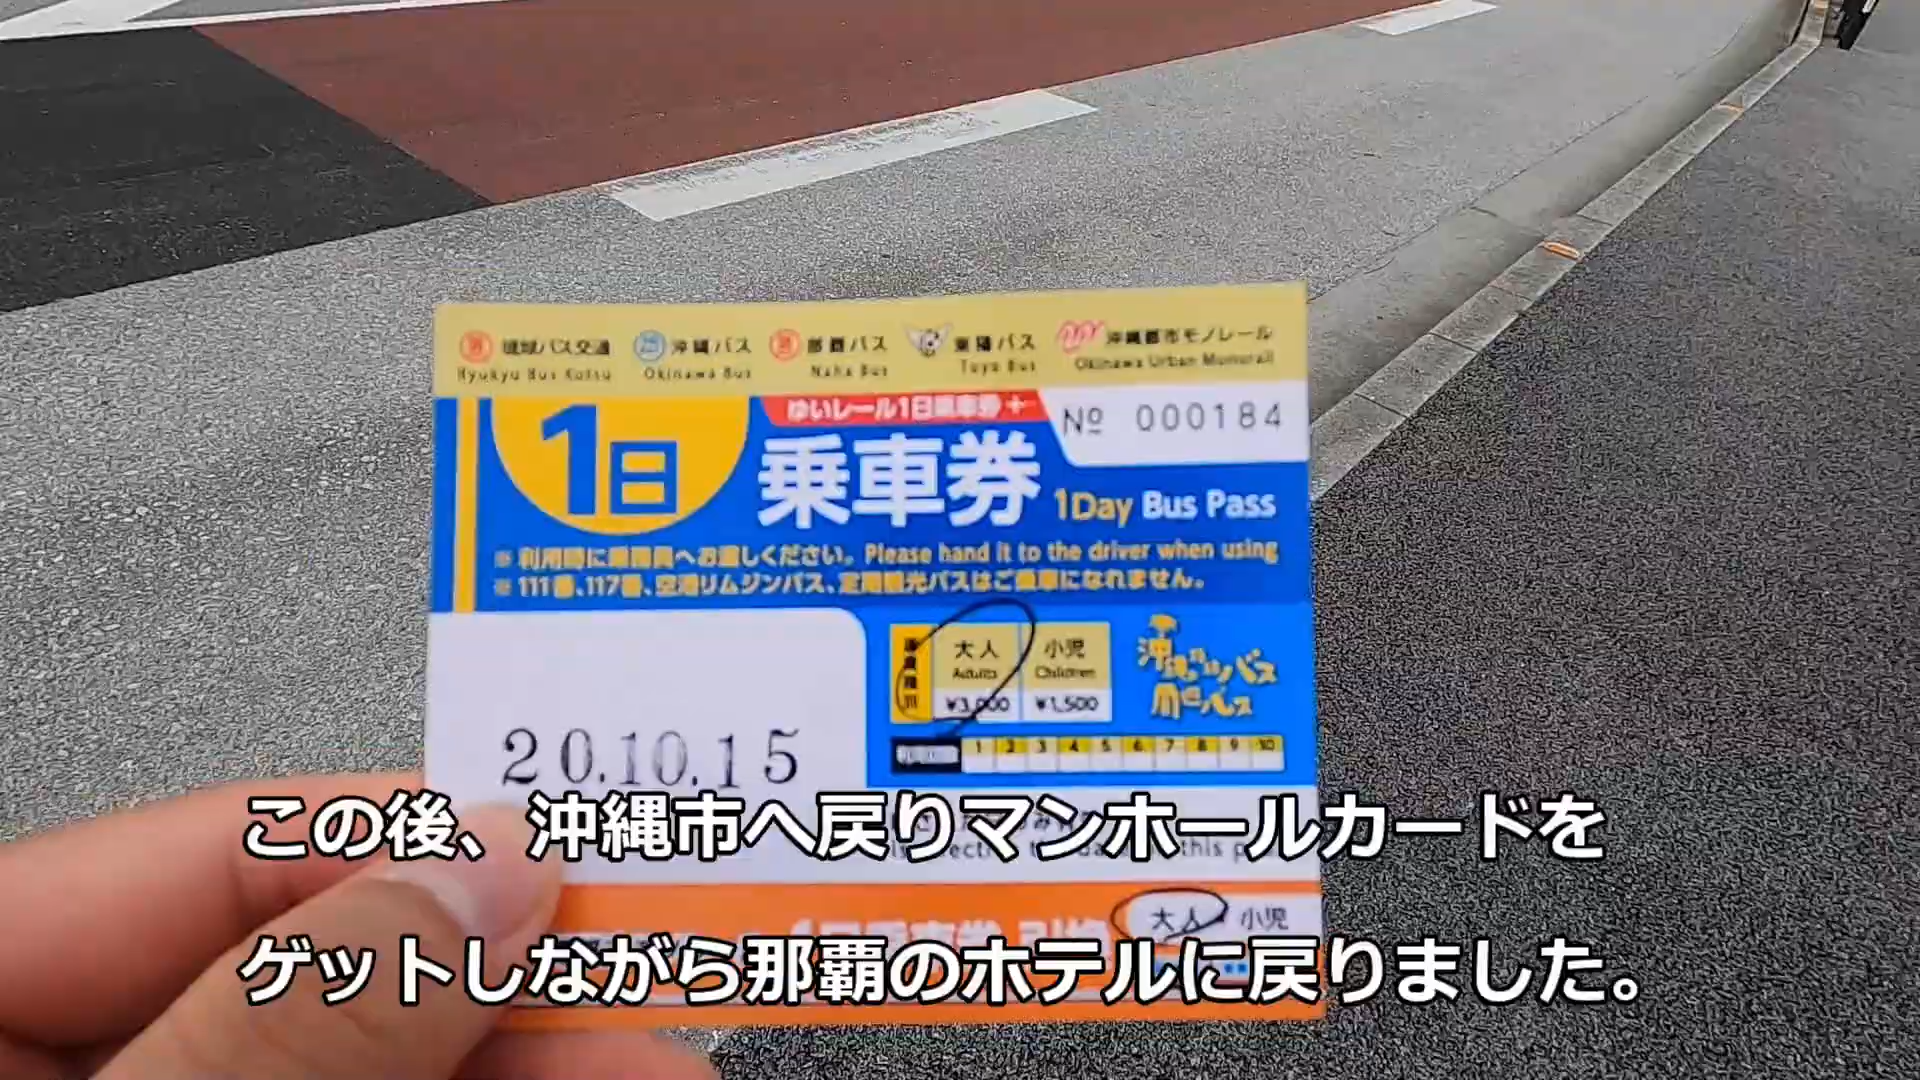 琉球バス交通 沖縄バス 那覇バス 東陽バス 沖縄都市モノレール
Ryukyu Bus Kotsu Okinawa Bus Naha Bus Toyo Bus Okinawa Urban Monorail
ゆいレール1日乗車券+
№ 000184
1日
乗車券 1Day Bus Pass
※利用時に乗務員へお渡しください。Please hand it to the driver when using
※111番、117番、空港リムジンバス、定期観光バスはご乗車になれません。
大人 小児
Adults Children
¥3,000 ¥1,500
沖縄
バス
1 2 3 4 5 6 7 8 9 10
20.10.15
大人・小児
この後、沖縄市へ戻りマンホールカードを
ゲットしながら那覇のホテルに戻りました。